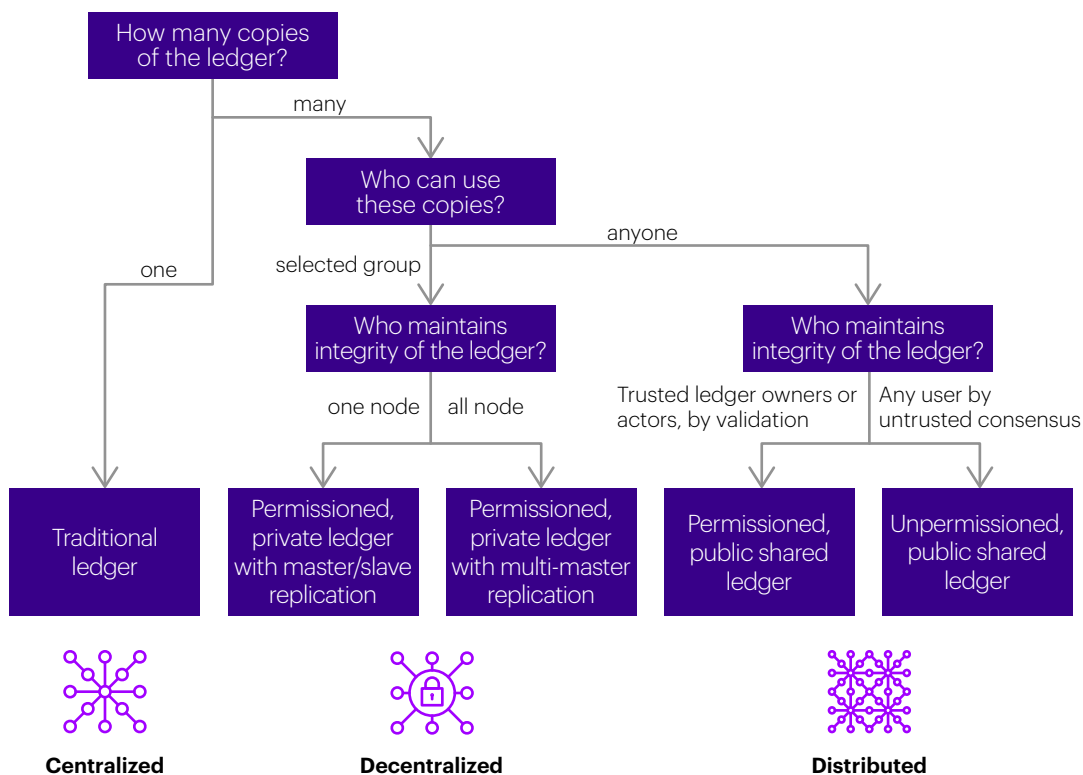 How many copies
of the ledger?
many
Who can use
these copies?
anyone
one
selected group
Who maintains
integrity of the ledger?
Who maintains
integrity of the ledger?
one node
all node
Trusted ledger owners or
actors, by validation
Any user by
untrusted consensus
Traditional
ledger
Permissioned,
private ledger
with master/slave
replication
Permissioned,
private ledger
with multi-master
replication
Permissioned,
public shared
ledger
Unpermissioned,
public shared
ledger
Centralized
Decentralized
Distributed